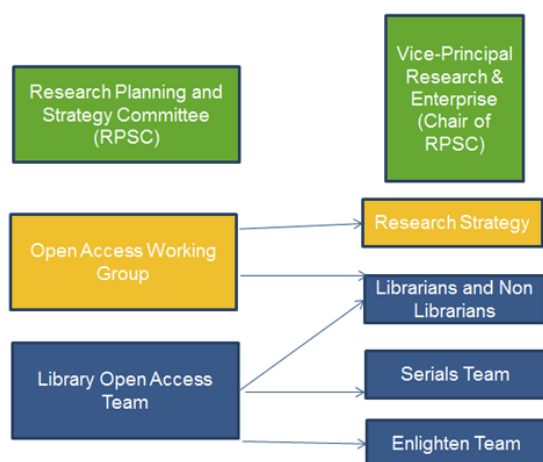 Research Planning and
Strategy Committee
(RPSC)
Vice-Principal
Research &
Enterprise
(Chair of
RPSC)
Open Access Working
Group
Research Strategy
Librarians and Non
Librarians
Library Open Access
Team
Serials Team
Enlighten Team